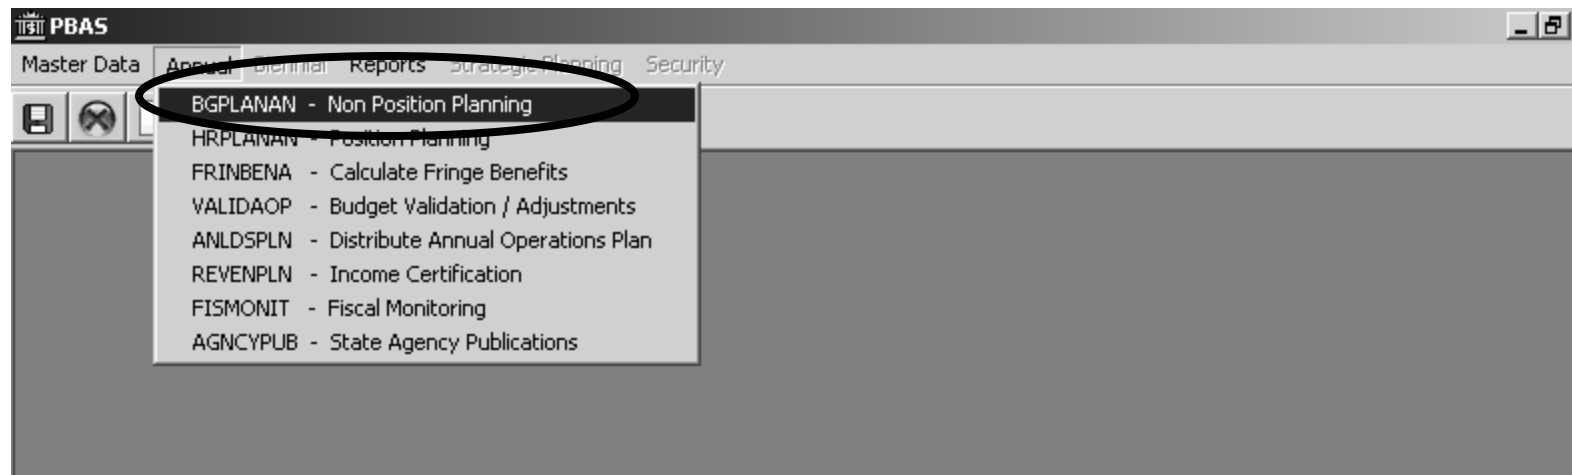 PBAS
Master Data Annual Biennial Reports Strategic Planning Security
BGPLANAN - Non Position Planning
HRPLANAN - Position Planning
FRINBENA - Calculate Fringe Benefits
VALIDAOP - Budget Validation / Adjustments
ANLDSPLN - Distribute Annual Operations Plan
REVENPLN - Income Certification
FISMONIT - Fiscal Monitoring
AGNCYPUB - State Agency Publications